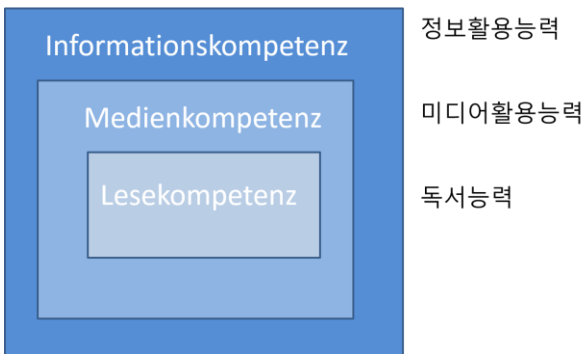 Informationskompetenz
정보활용능력
Medienkompetenz
미디어활용능력
Lesekompetenz
독서능력